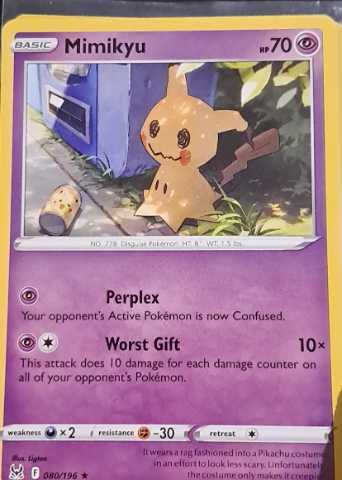 BASIC Mimikyu HP70
NO. 778 Disguise Pokémon HT: 8" WT: 1.5 lbs.
Perplex
Your opponent's Active Pokémon is now Confused.
Worst Gift 10×
This attack does 10 damage for each damage counter on
all of your opponent's Pokémon.
weakness ×2 resistance -30 retreat
Illus. Ligton
It wears a rag fashioned into a Pikachu costume
F 080/196 ★
in an effort to look less scary. Unfortunately,
the costume only makes it creepier.